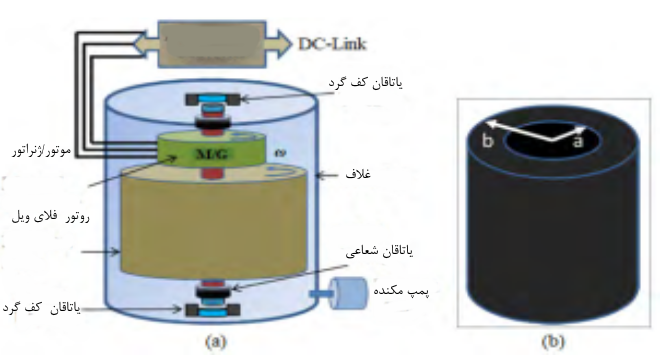 DC-Link
یاتاقان کف گرد
موتور/ژنراتور
M/G
ω
غلاف
روتور فلای ویل
یاتاقان شعاعی
پمپ مکنده
یاتاقان کف گرد
(a)
b
a
(b)